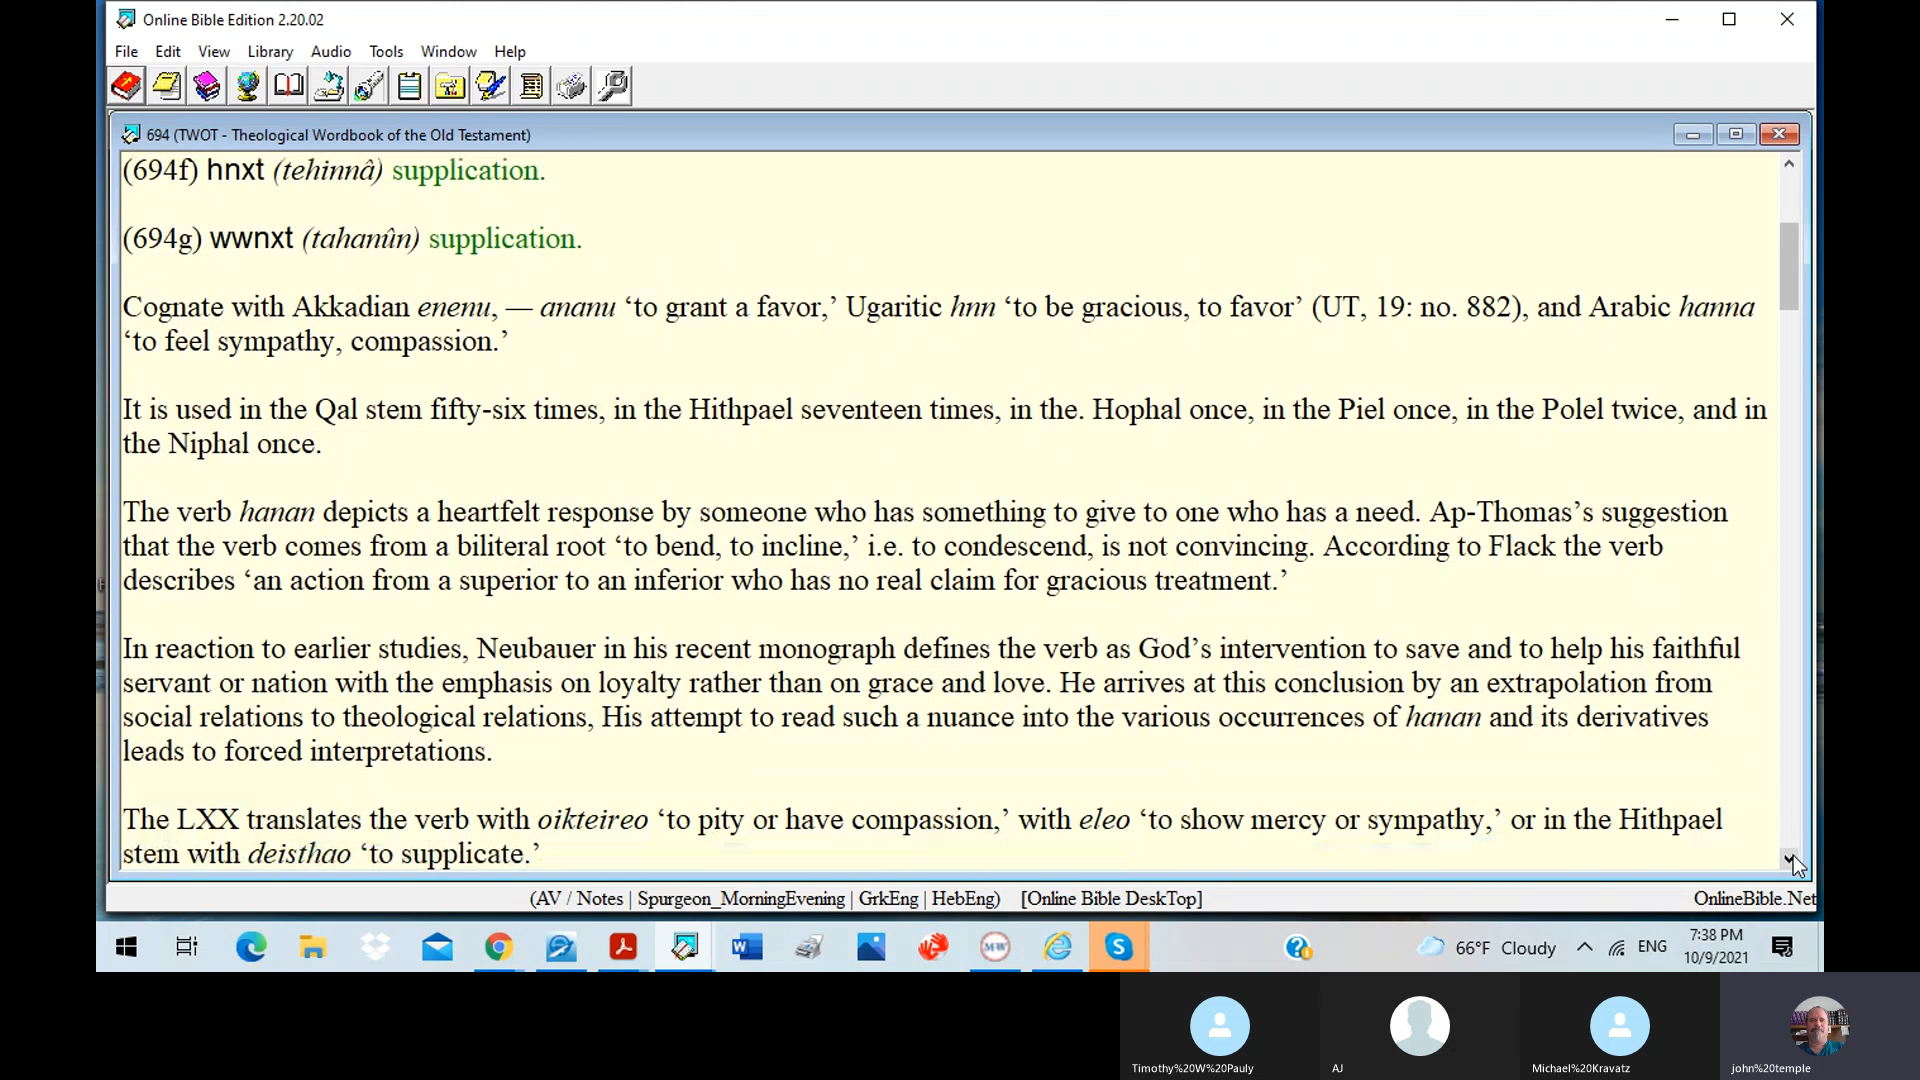 Online Bible Edition 2.20.02
File Edit View Library Audio Tools Window Help
694 (TWOT - Theological Wordbook of the Old Testament)
(694f) hnxt (tehinnâ) supplication.
(694g) wwnxt (tahanûn) supplication.
Cognate with Akkadian enenu, — ananu ‘to grant a favor,’ Ugaritic hnn ‘to be gracious, to favor’ (UT, 19: no. 882), and Arabic hanna
‘to feel sympathy, compassion.’
It is used in the Qal stem fifty-six times, in the Hithpael seventeen times, in the. Hophal once, in the Piel once, in the Polel twice, and in
the Niphal once.
The verb hanan depicts a heartfelt response by someone who has something to give to one who has a need. Ap-Thomas’s suggestion
that the verb comes from a biliteral root ‘to bend, to incline,’ i.e. to condescend, is not convincing. According to Flack the verb
describes ‘an action from a superior to an inferior who has no real claim for gracious treatment.’
In reaction to earlier studies, Neubauer in his recent monograph defines the verb as God’s intervention to save and to help his faithful
servant or nation with the emphasis on loyalty rather than on grace and love. He arrives at this conclusion by an extrapolation from
social relations to theological relations, His attempt to read such a nuance into the various occurrences of hanan and its derivatives
leads to forced interpretations.
The LXX translates the verb with oikteireo ‘to pity or have compassion,’ with eleo ‘to show mercy or sympathy,’ or in the Hithpael
stem with deisthao ‘to supplicate.’
(AV / Notes | Spurgeon_MorningEvening | GrkEng | HebEng) [Online Bible DeskTop] OnlineBible.Net
66°F Cloudy ENG 7:38 PM
10/9/2021
Timothy%20W%20Pauly AJ Michael%20Kravatz john%20temple